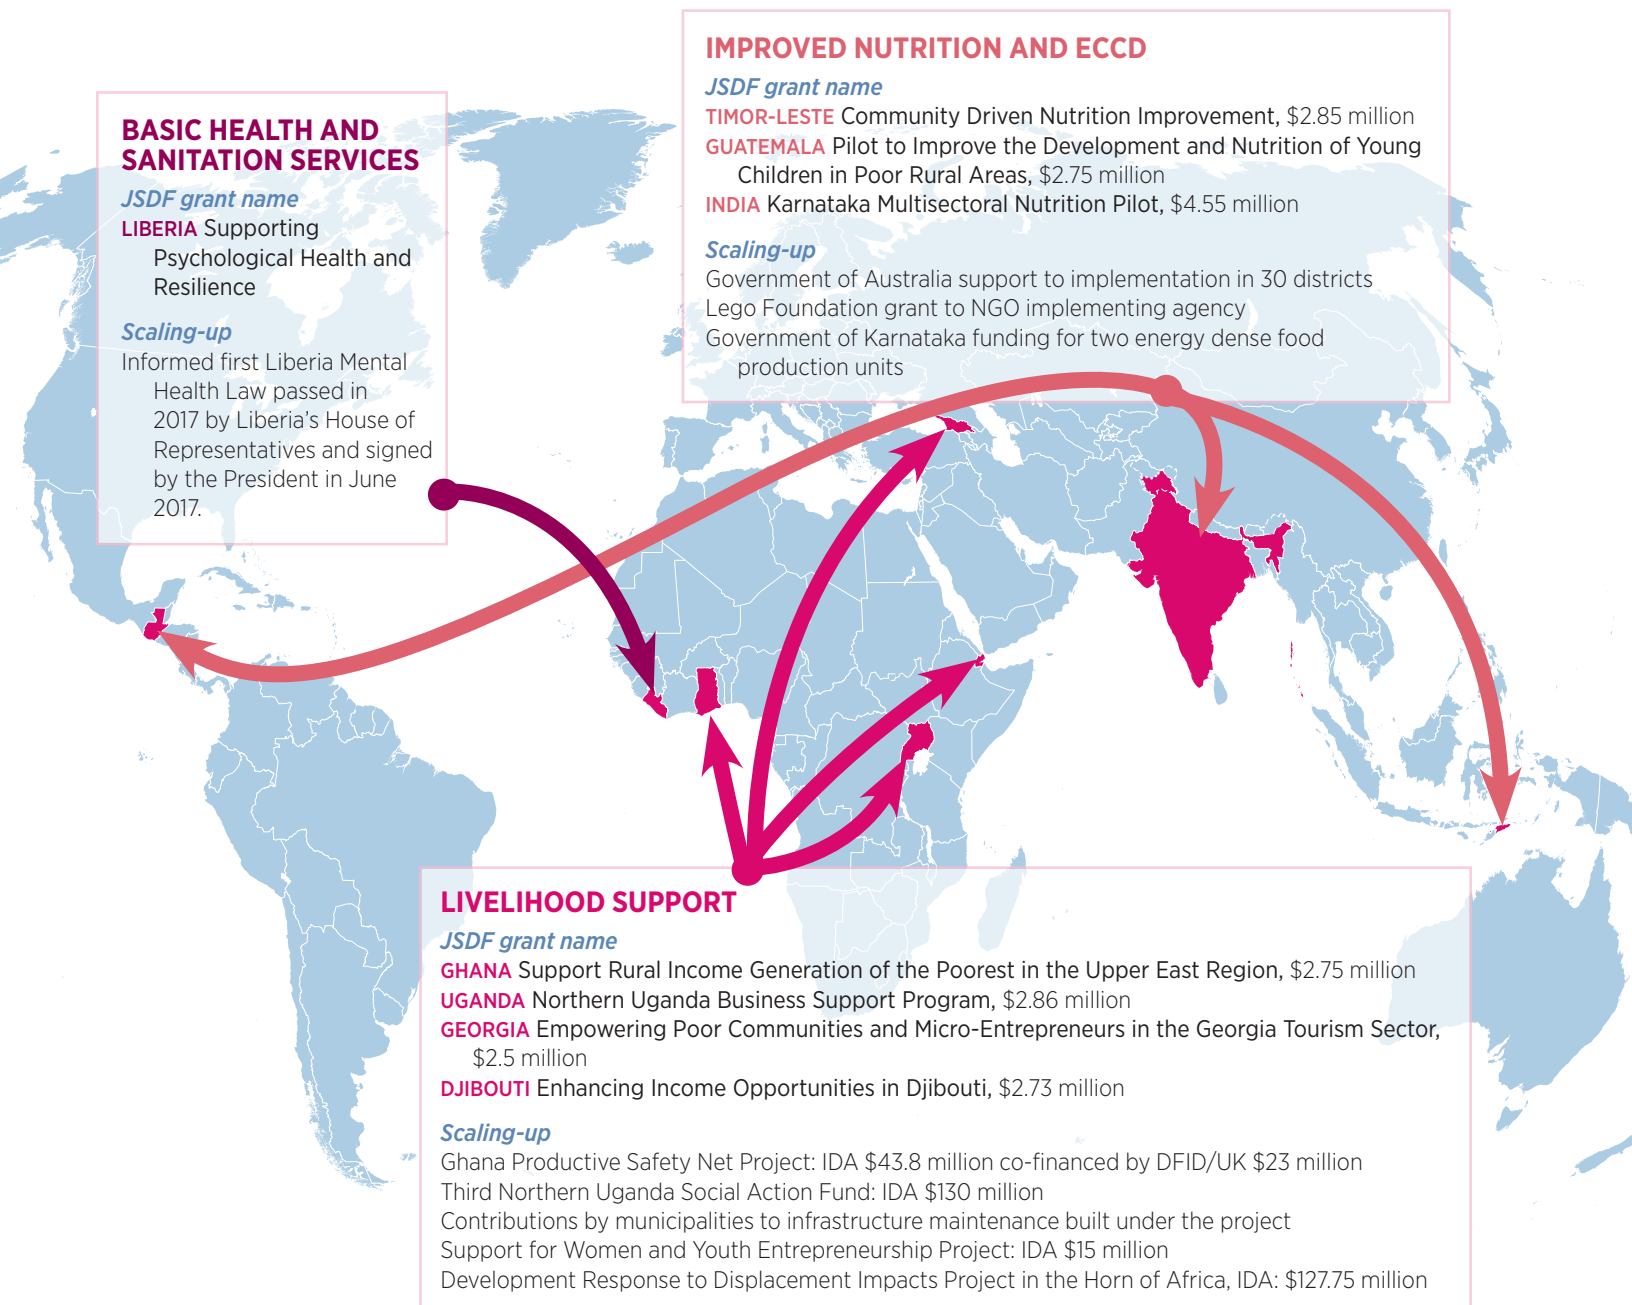 BASIC HEALTH AND
SANITATION SERVICES
JSDF grant name
LIBERIA Supporting
Psychological Health and
Resilience
Scaling-up
Informed first Liberia Mental
Health Law passed in
2017 by Liberia’s House of
Representatives and signed
by the President in June
2017.
IMPROVED NUTRITION AND ECCD
JSDF grant name
TIMOR-LESTE Community Driven Nutrition Improvement, $2.85 million
GUATEMALA Pilot to Improve the Development and Nutrition of Young
Children in Poor Rural Areas, $2.75 million
INDIA Karnataka Multisectoral Nutrition Pilot, $4.55 million
Scaling-up
Government of Australia support to implementation in 30 districts
Lego Foundation grant to NGO implementing agency
Government of Karnataka funding for two energy dense food
production units
LIVELIHOOD SUPPORT
JSDF grant name
GHANA Support Rural Income Generation of the Poorest in the Upper East Region, $2.75 million
UGANDA Northern Uganda Business Support Program, $2.86 million
GEORGIA Empowering Poor Communities and Micro-Entrepreneurs in the Georgia Tourism Sector,
$2.5 million
DJIBOUTI Enhancing Income Opportunities in Djibouti, $2.73 million
Scaling-up
Ghana Productive Safety Net Project: IDA $43.8 million co-financed by DFID/UK $23 million
Third Northern Uganda Social Action Fund: IDA $130 million
Contributions by municipalities to infrastructure maintenance built under the project
Support for Women and Youth Entrepreneurship Project: IDA $15 million
Development Response to Displacement Impacts Project in the Horn of Africa, IDA: $127.75 million